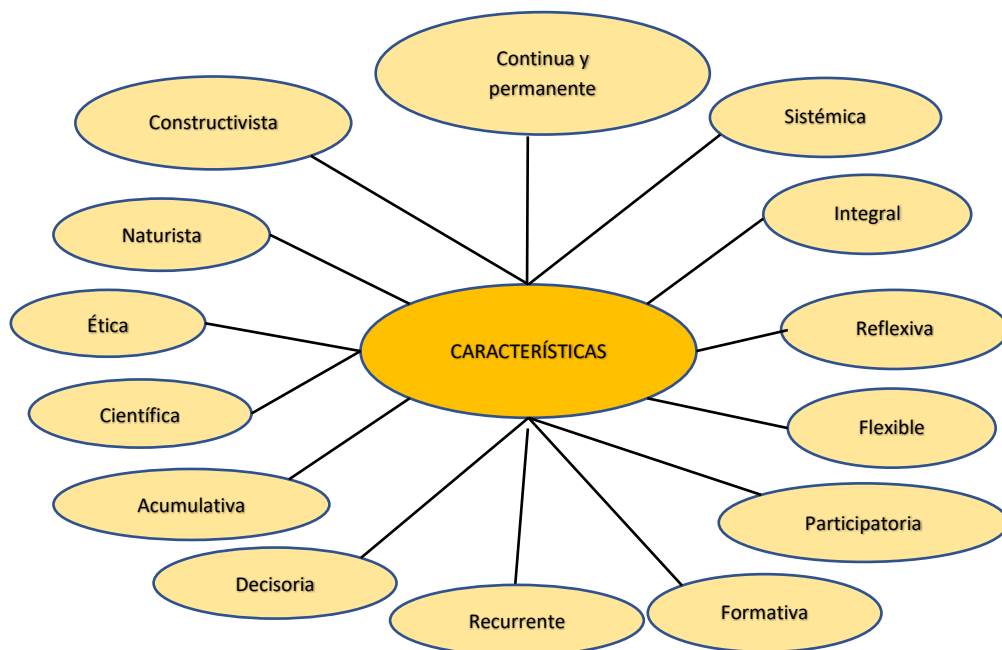 Continua y
permanente
Constructivista
Sistémica
Naturista
Integral
Ética
CARACTERÍSTICAS
Reflexiva
Científica
Flexible
Acumulativa
Participatoria
Decisoria
Recurrente
Formativa